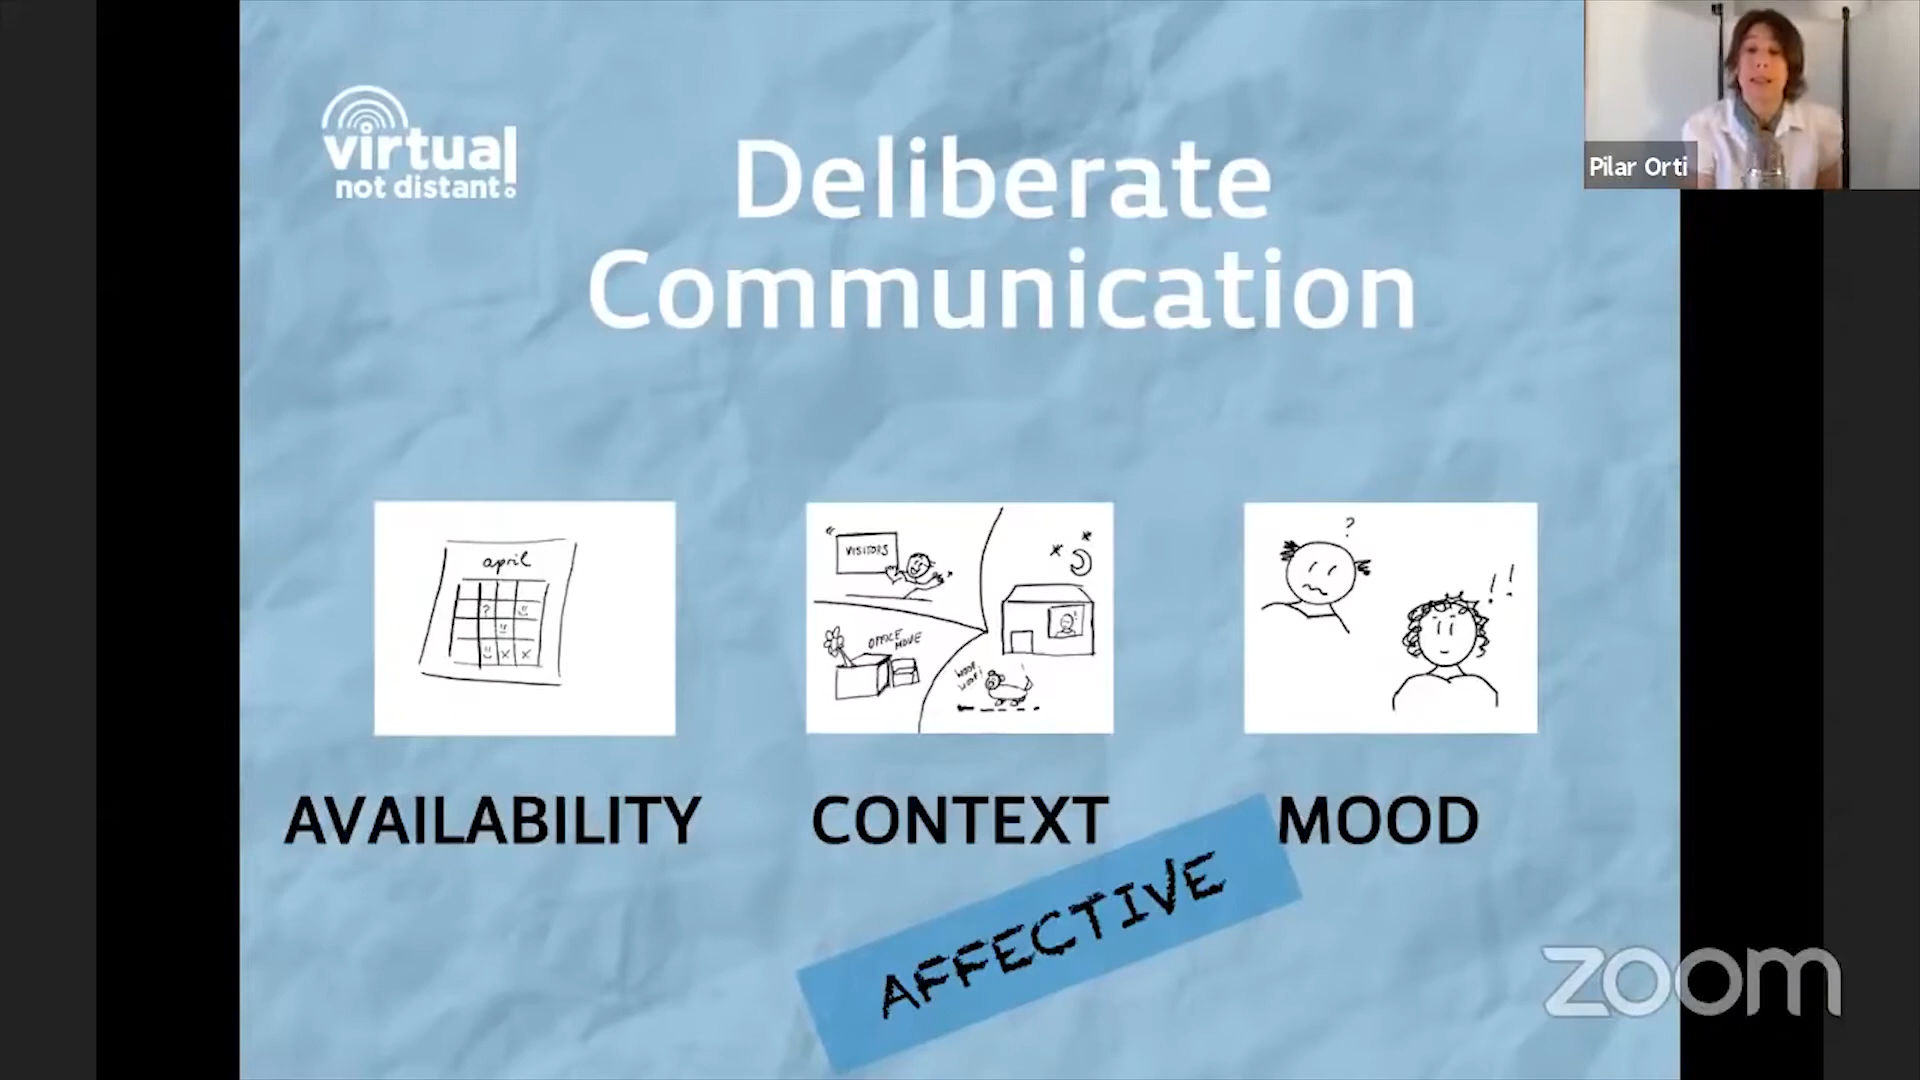 virtual
not distant
Deliberate
Communication
Pilar Orti
april
? 
x x
VISITORS
OFFICE
MOVE
WOOF
WOOF!
?
!!
AVAILABILITY
CONTEXT
MOOD
AFFECTIVE
zoom